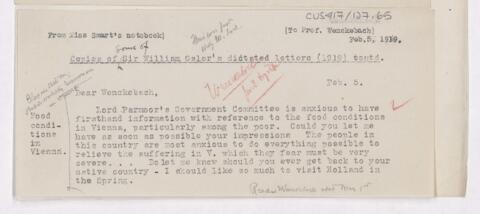 CUS417/127.65
From Miss Smart's notebook)
[To Prof. Wenckebach)
Feb. 5, 1919.
Some of
Copies of Sir William Osler's dictated letters (1919) contd.
Wenckebach
Feb. 5.
Dear Wenckebach,
Lord Parmoor's Government Committee is anxious to have
firsthand information with reference to the food conditions
in Vienna, particularly among the poor. Could you let me
have as soon as possible your impressions The people in
this country are most anxious to do everything possible to
relieve the suffering in V. which they fear must be very
severe. . . Do let me know should you ever get back to your
native country - I should like so much to visit Holland in
the Spring.
Food
condi-
tions
in
Vienna.